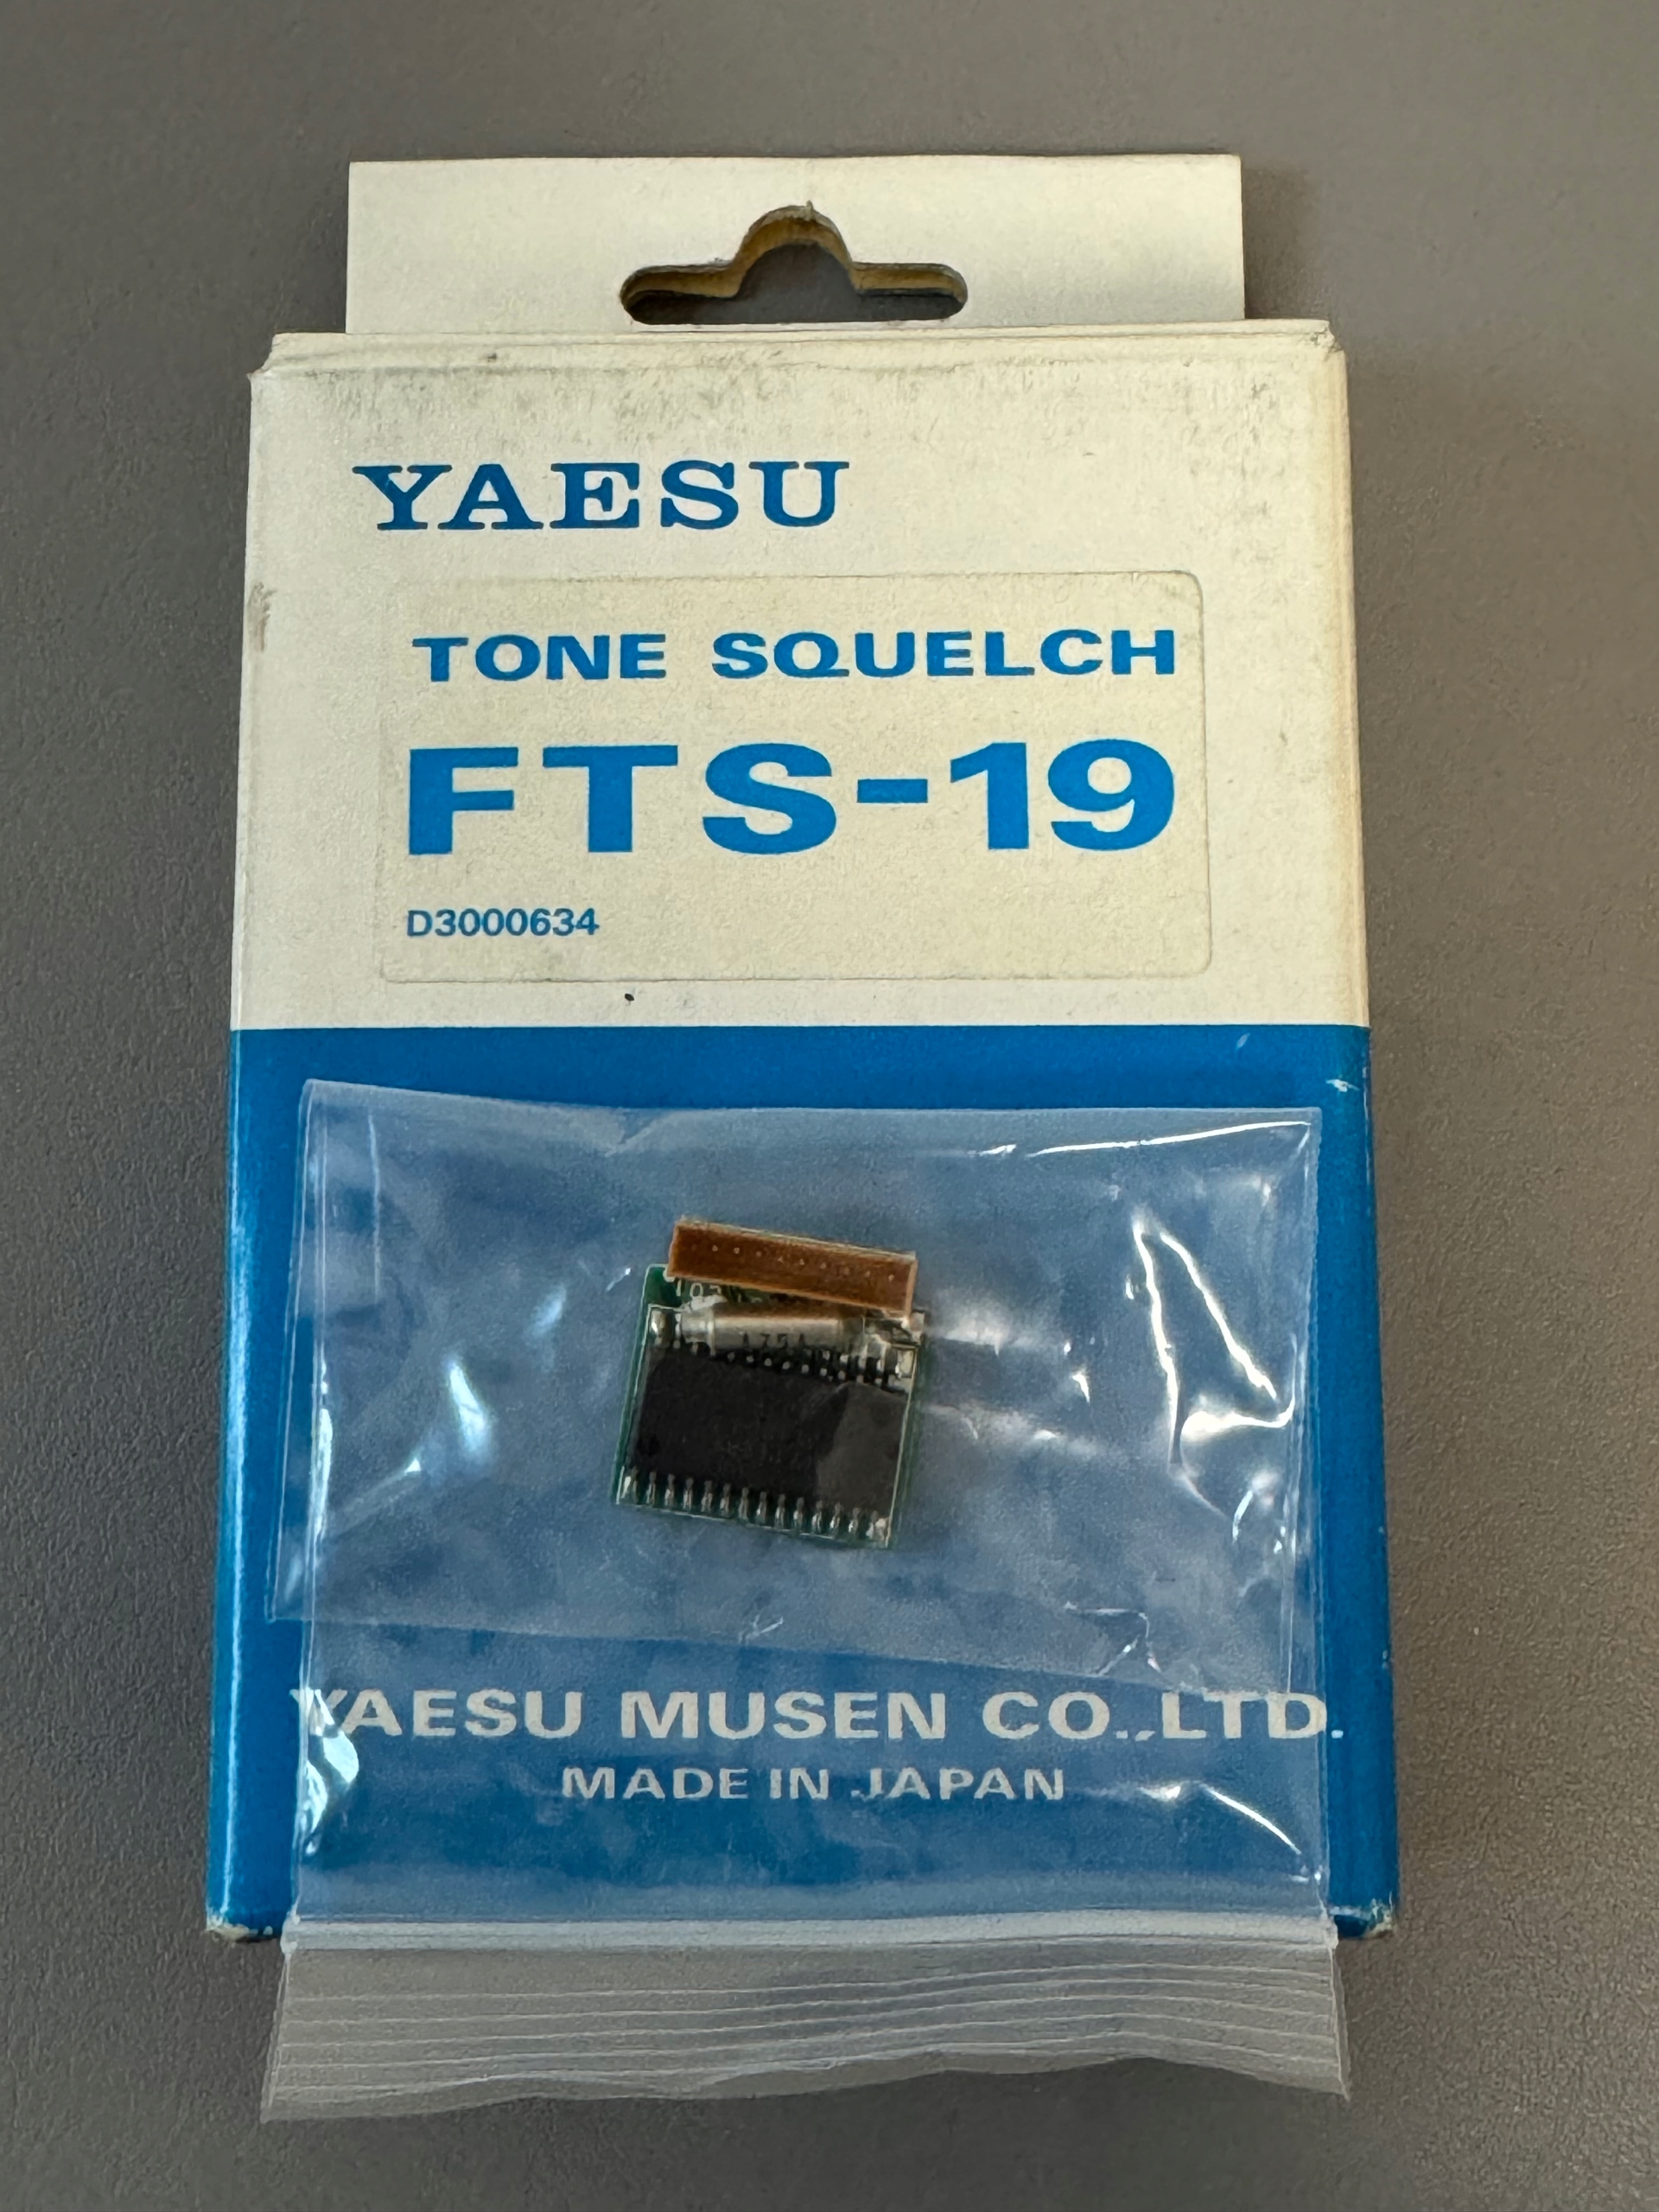 YAESU
TONE SQUELCH
FTS-19
D3000634
YAESU MUSEN CO.,LTD.
MADE IN JAPAN